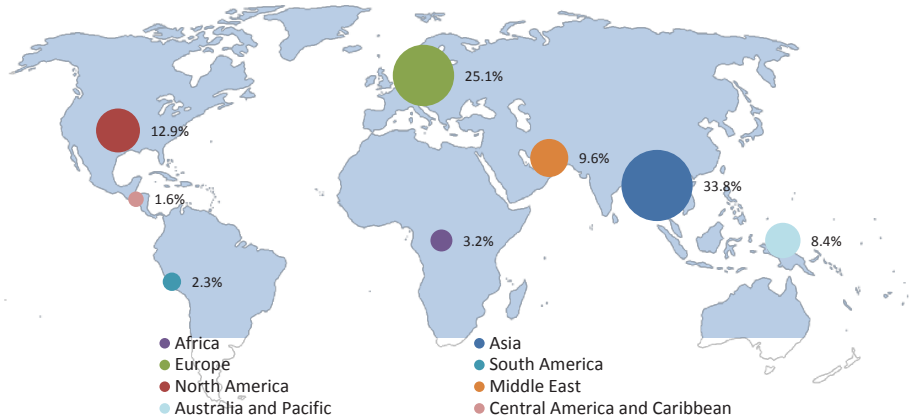 25.1%
12.9%
9.6%
33.8%
1.6%
3.2%
8.4%
2.3%
Africa
Asia
Europe
South America
North America
Middle East
Australia and Pacific
Central America and Caribbean